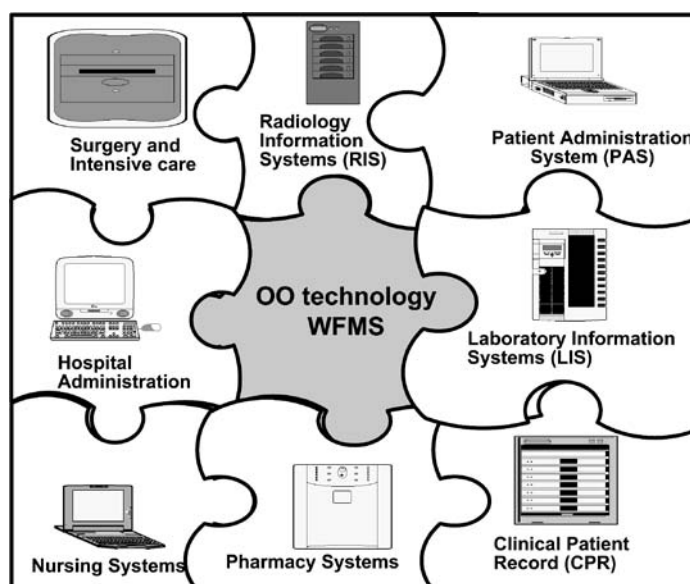 Surgery and
Intensive care
Radiology
Information
Systems (RIS)
Patient Administration
System (PAS)
Hospital
Administration
OO technology
WFMS
Laboratory Information
Systems (LIS)
Nursing Systems
Pharmacy Systems
Clinical Patient
Record (CPR)